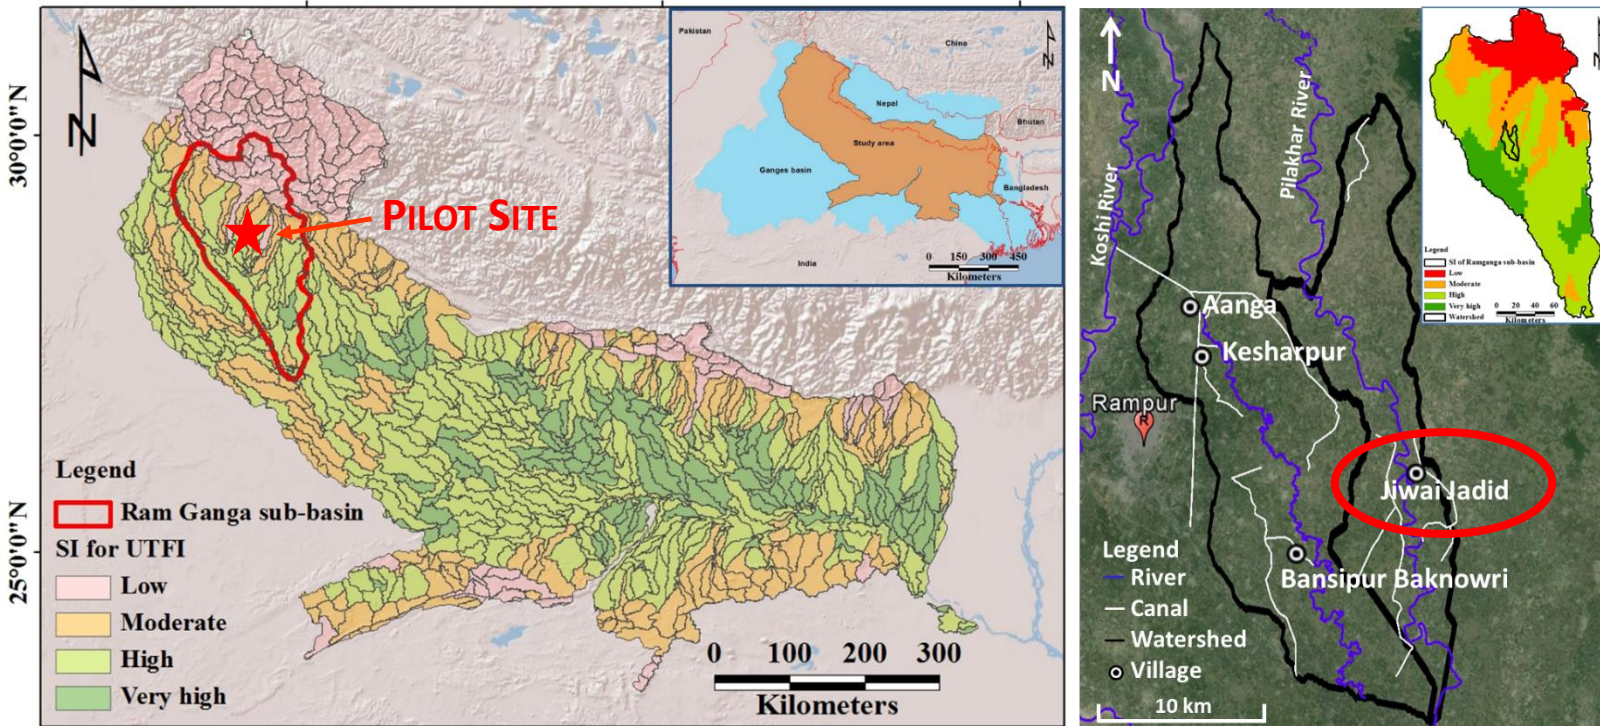 30°0'0"N
25°0'0"N
N
PILOT SITE
Legend
Ram Ganga sub-basin
SI for UTFI
Low
Moderate
High
Very high
0 100 200 300
Kilometers
Pakistan
China
N
Nepal
Bhutan
Study area
Ganges basin
Bangladesh
India
0 150 300 450
Kilometers
N
Koshi River
Pilakhar River
Aanga
Kesharpur
Rampur
R
Jiwai Jadid
Bansipur Baknowri
Legend
River
Canal
Watershed
Village
10 km
Legend
SI of Ramganga sub-basin
Low
Moderate
High
Very high
Watershed
0 20 40 60
Kilometers